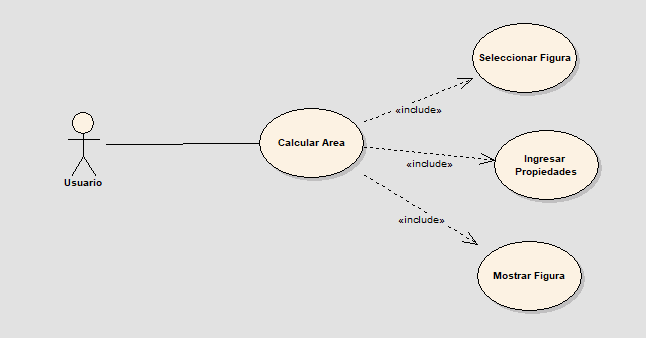 Seleccionar Figura
«include»
Calcular Area
Usuario
«include»
Ingresar
Propiedades
«include»
Mostrar Figura